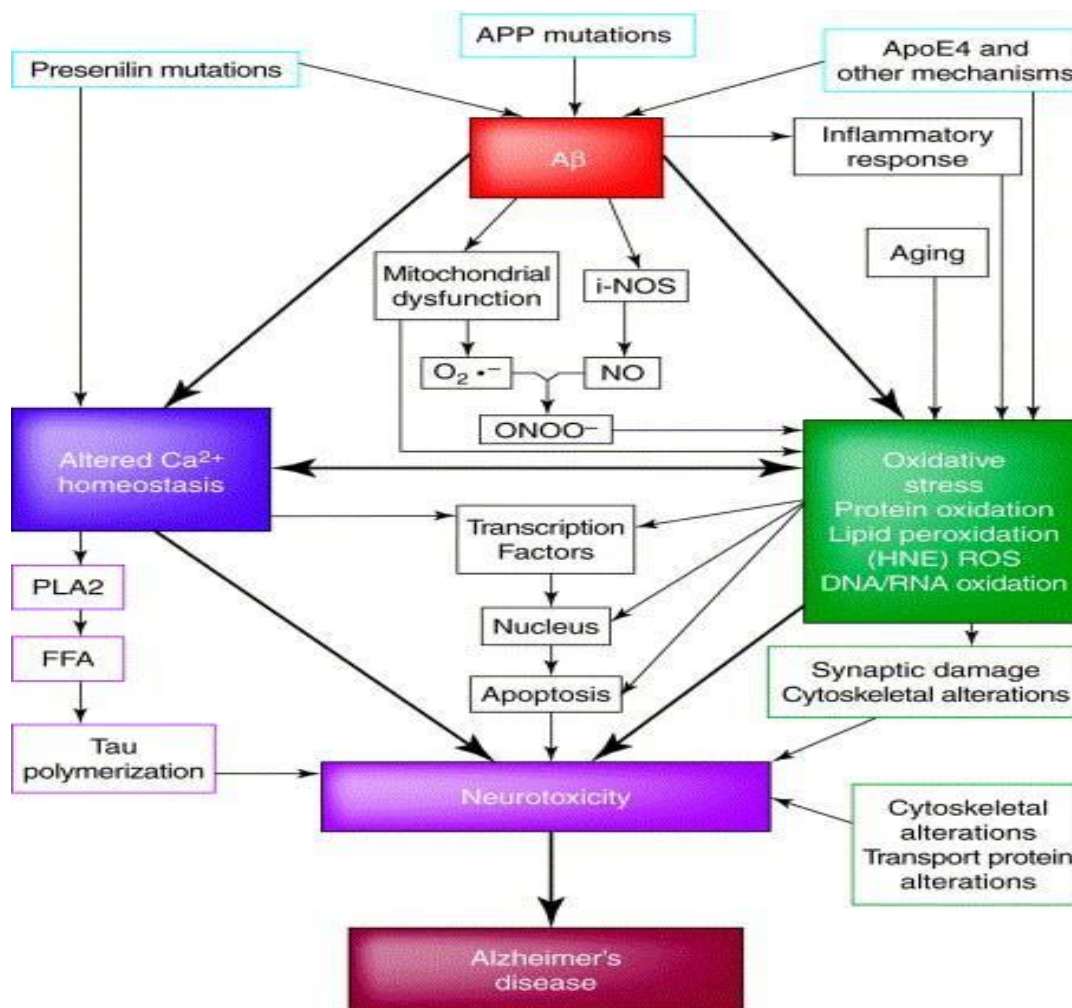 APP mutations
Presenilin mutations
ApoE4 and
other mechanisms
Aβ
Inflammatory
response
Aging
Mitochondrial
dysfunction
i-NOS
O₂•⁻
NO
ONOO⁻
Altered Ca²⁺
homeostasis
Oxidative
stress
Protein oxidation
Lipid peroxidation
(HNE) ROS
DNA/RNA oxidation
Transcription
Factors
PLA2
Nucleus
FFA
Apoptosis
Synaptic damage
Cytoskeletal alterations
Tau
polymerization
Neurotoxicity
Cytoskeletal
alterations
Transport protein
alterations
Alzheimer's
disease